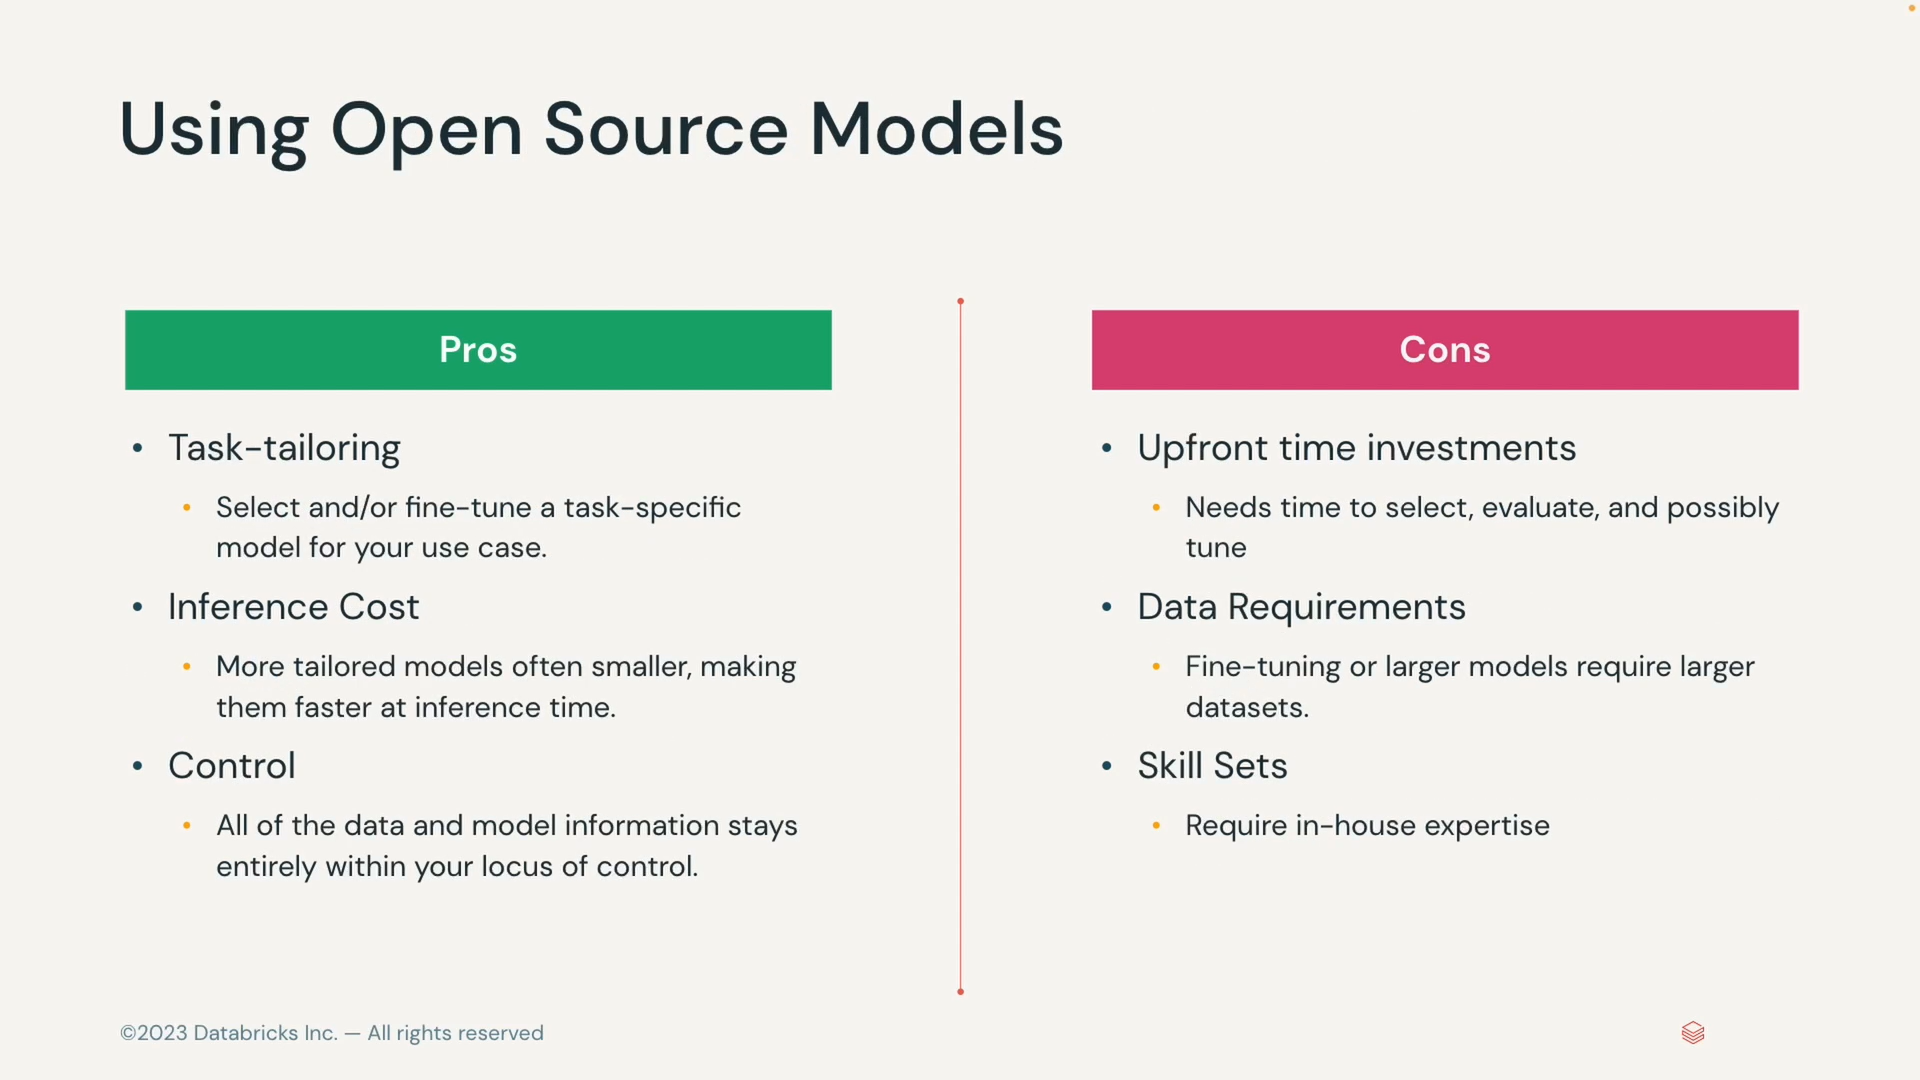 Using Open Source Models
Pros
• Task-tailoring
• Select and/or fine-tune a task-specific
model for your use case.
• Inference Cost
• More tailored models often smaller, making
them faster at inference time.
• Control
• All of the data and model information stays
entirely within your locus of control.
Cons
• Upfront time investments
• Needs time to select, evaluate, and possibly
tune
• Data Requirements
• Fine-tuning or larger models require larger
datasets.
• Skill Sets
• Require in-house expertise
©2023 Databricks Inc. — All rights reserved